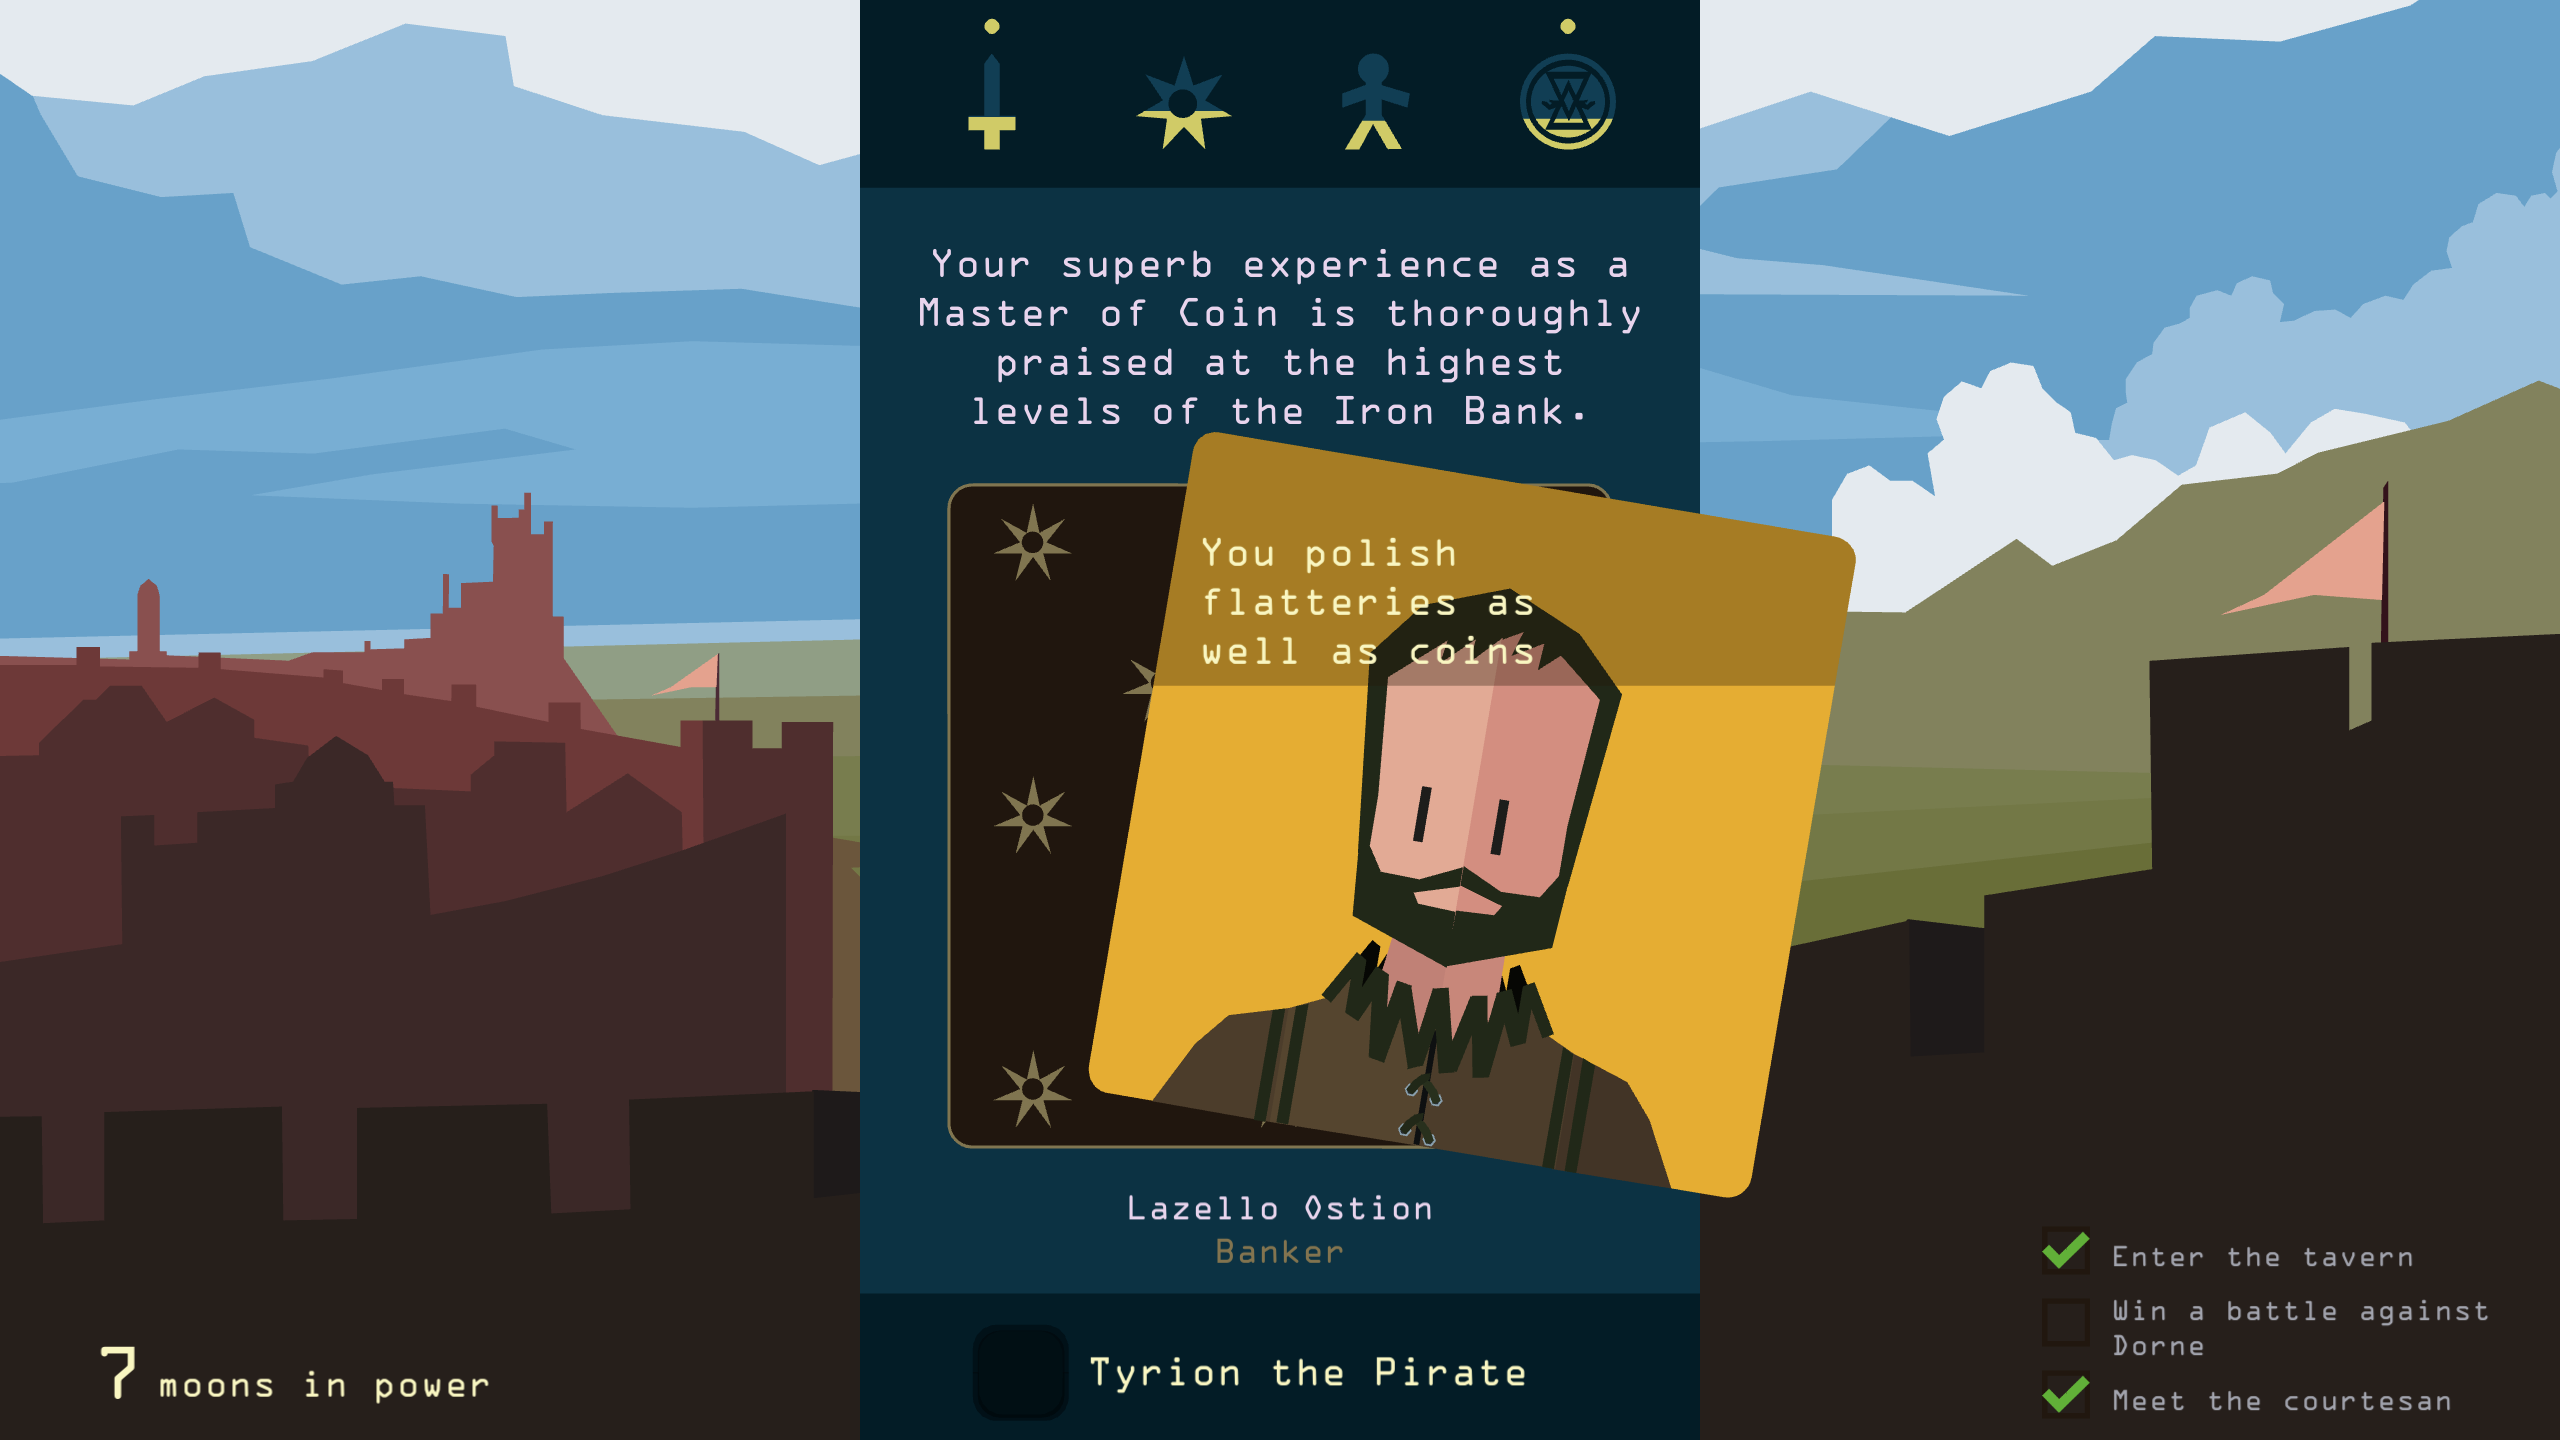 Your superb experience as a
Master of Coin is thoroughly
praised at the highest
levels of the Iron Bank.
You polish
flatteries as
well as coins
Lazello Ostion
Banker
Tyrion the Pirate
7 moons in power
Enter the tavern
Win a battle against
Dorne
Meet the courtesan